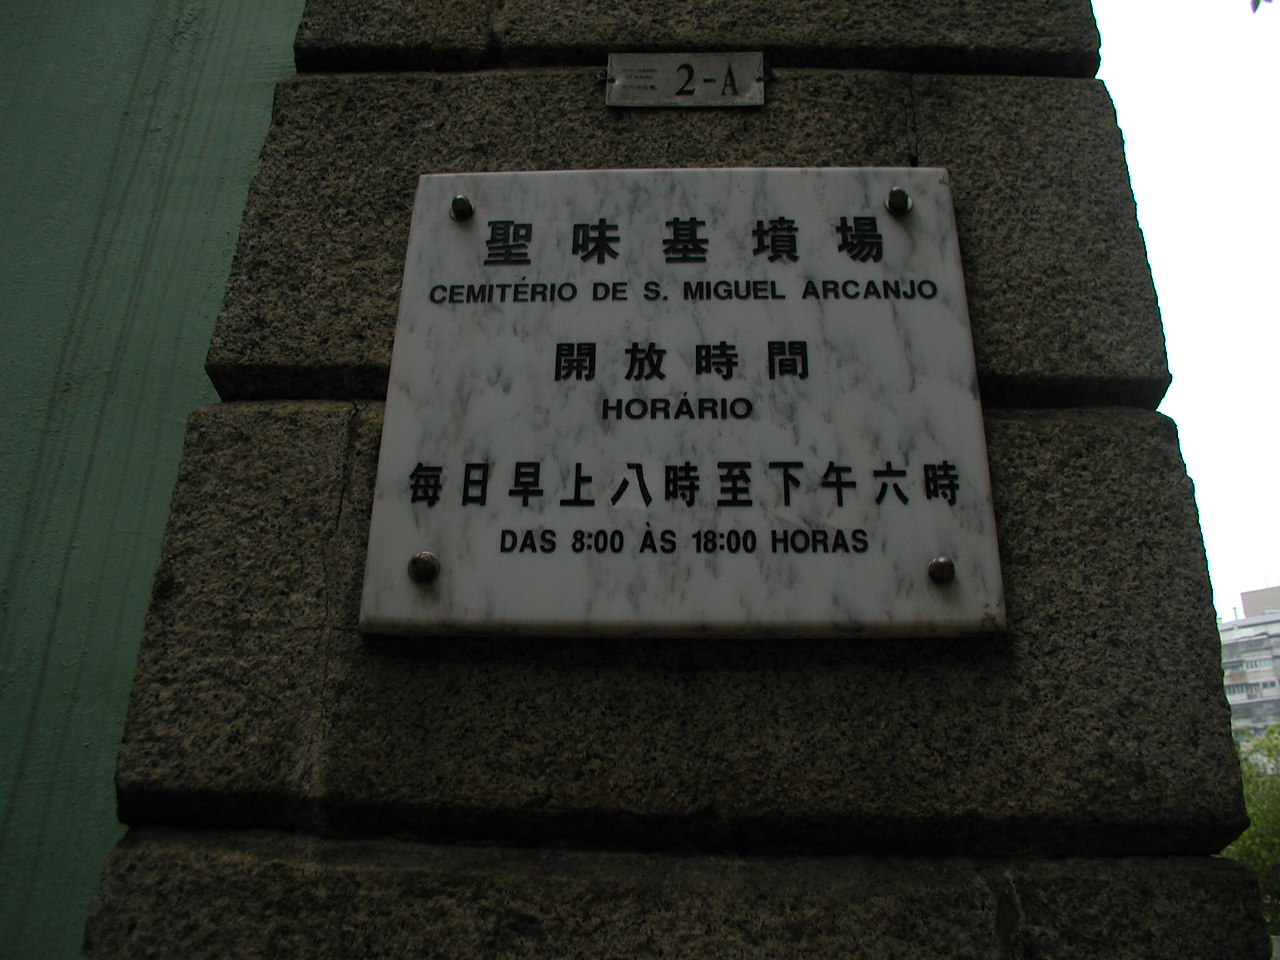 2-A
聖味基墳場
CEMITÉRIO DE S. MIGUEL ARCANJO
開放時間
HORÁRIO
每日早上八時至下午六時
DAS 8:00 ÀS 18:00 HORAS